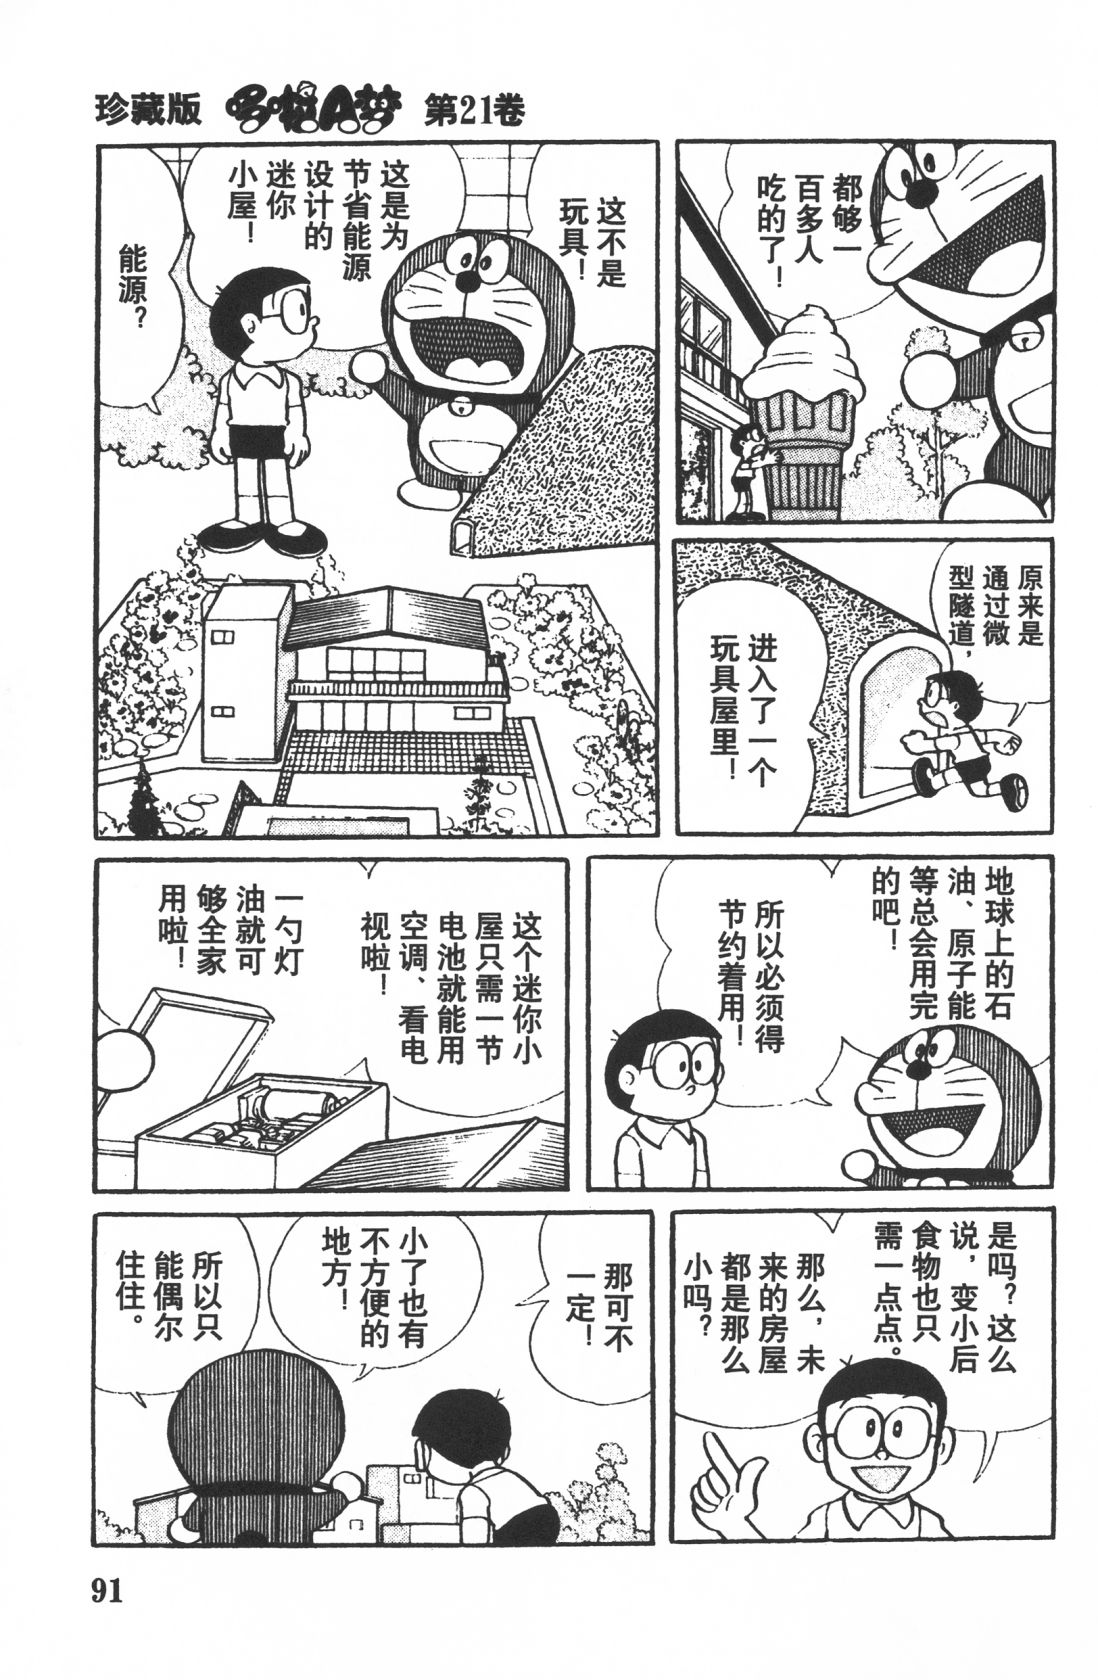 珍藏版 哆啦A梦 第21卷
都够一
百多人
吃的了！
原来是
通过微
型隧道，
进入了一个
玩具屋里！
这不是
玩具！
这是为
节省能源
设计的
迷你
小屋！
能源？
地球上的石
油、原子能
等总会用完
的吧！
所以必须得
节约着用！
这个迷你小
屋只需一节
电池就能用
空调、看电
视啦！
一勺灯
油就可
够全家
用啦！
是吗？这么
说，变小后
食物也只
需一点点。
那么，未
来的房屋
都是那么
小吗？
那可不
一定！
小了也有
不方便的
地方！
所以只
能偶尔
住住。
91